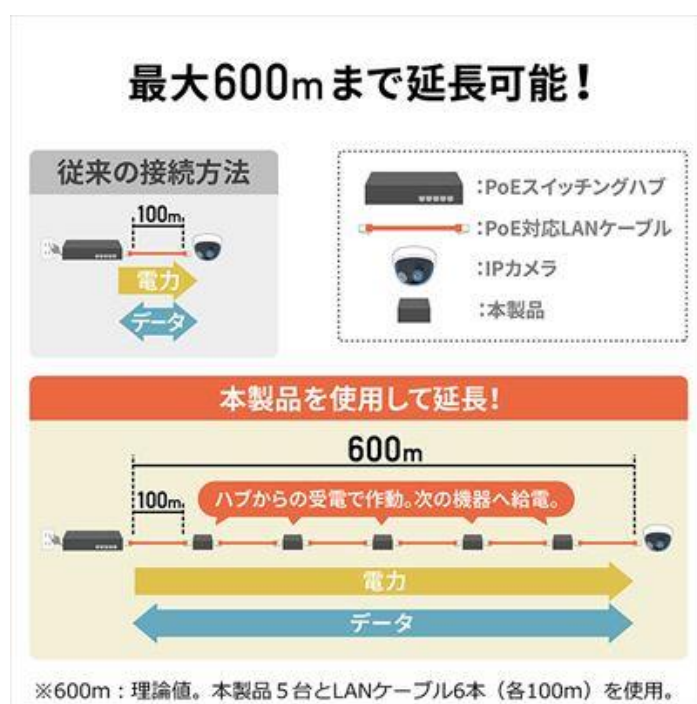 最大600mまで延長可能！
従来の接続方法
100m
電力
データ
:PoEスイッチングハブ
:PoE対応LANケーブル
:IPカメラ
:本製品
本製品を使用して延長！
600m
100m
ハブからの受電で作動。次の機器へ給電。
電力
データ
※600m：理論値。本製品５台とLANケーブル6本（各100m）を使用。